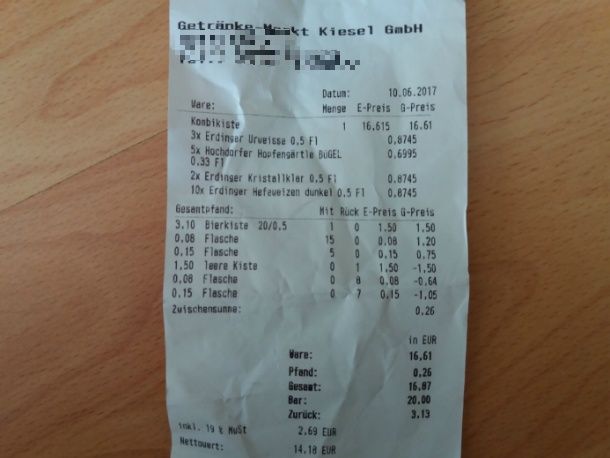 Getränke-Markt Kiesel GmbH
Datum: 10.06.2017
Ware: Menge E-Preis G-Preis
Kombikiste 1 16.615 16.61
3x Erdinger Urweisse 0.5 Fl 0.8745
5x Hochdorfer Hopfengärtle BüGEL 0.6995
0.33 Fl
2x Erdinger Kristallklar 0.5 Fl 0.8745
10x Erdinger Hefeweizen dunkel 0.5 Fl 0.8745
Gesamtpfand: Mit Rück E-Preis G-Preis
3.10 Bierkiste 20/0.5 1 0 1.50 1.50
0.08 Flasche 15 0 0.08 1.20
0.15 Flasche 5 0 0.15 0.75
1.50 leere Kiste 0 1 1.50 -1.50
0.08 Flasche 0 8 0.08 -0.64
0.15 Flasche 0 7 0.15 -1.05
Zwischensumme: 0.26
in EUR
Ware: 16,61
Pfand: 0,26
Gesamt: 16,87
Bar: 20.00
Zurück: 3.13
inkl. 19 % MwSt 2.69 EUR
Nettowert: 14.18 EUR